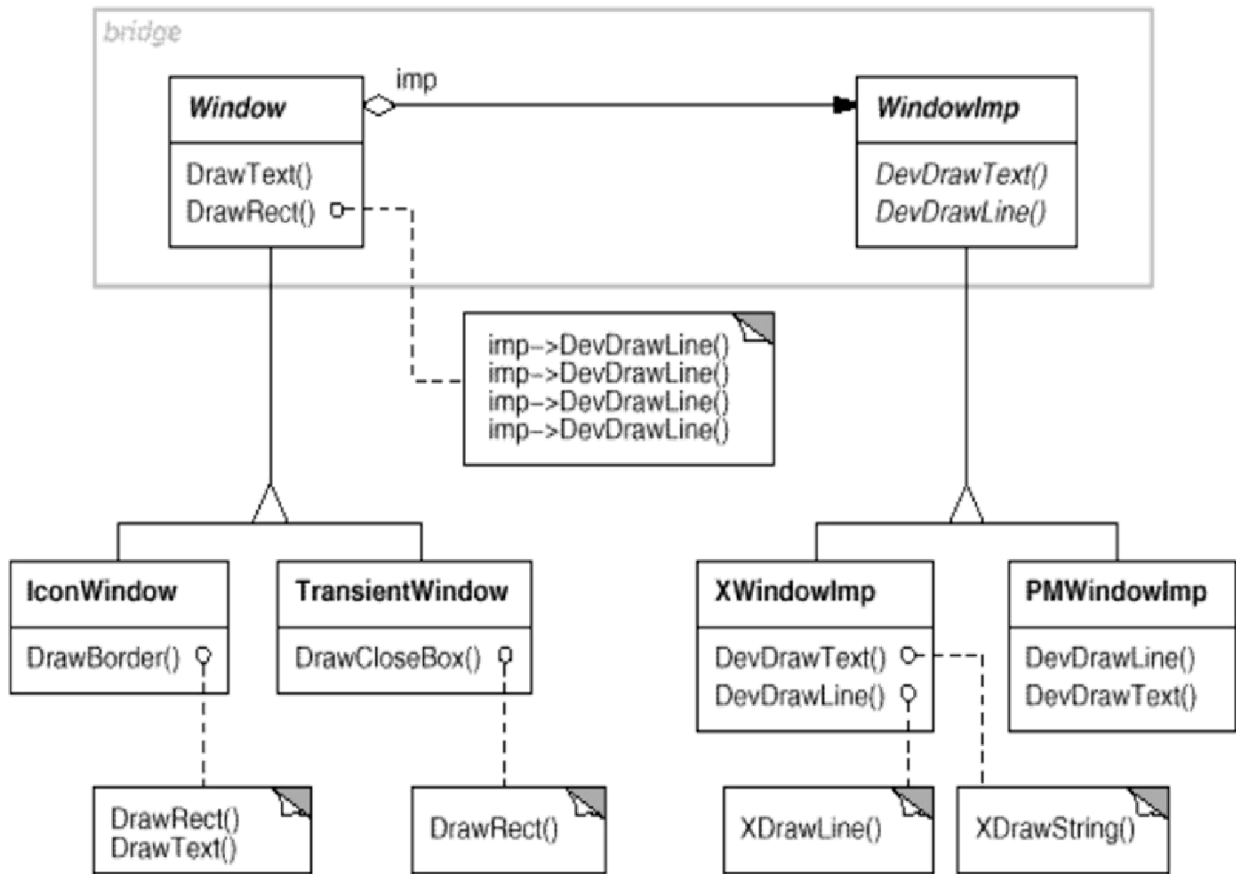 bridge
imp
Window
DrawText()
DrawRect()
WindowImp
DevDrawText()
DevDrawLine()
imp–>DevDrawLine()
imp–>DevDrawLine()
imp–>DevDrawLine()
imp–>DevDrawLine()
IconWindow
DrawBorder()
TransientWindow
DrawCloseBox()
XWindowImp
DevDrawText()
DevDrawLine()
PMWindowImp
DevDrawLine()
DevDrawText()
DrawRect()
DrawText()
DrawRect()
XDrawLine()
XDrawString()